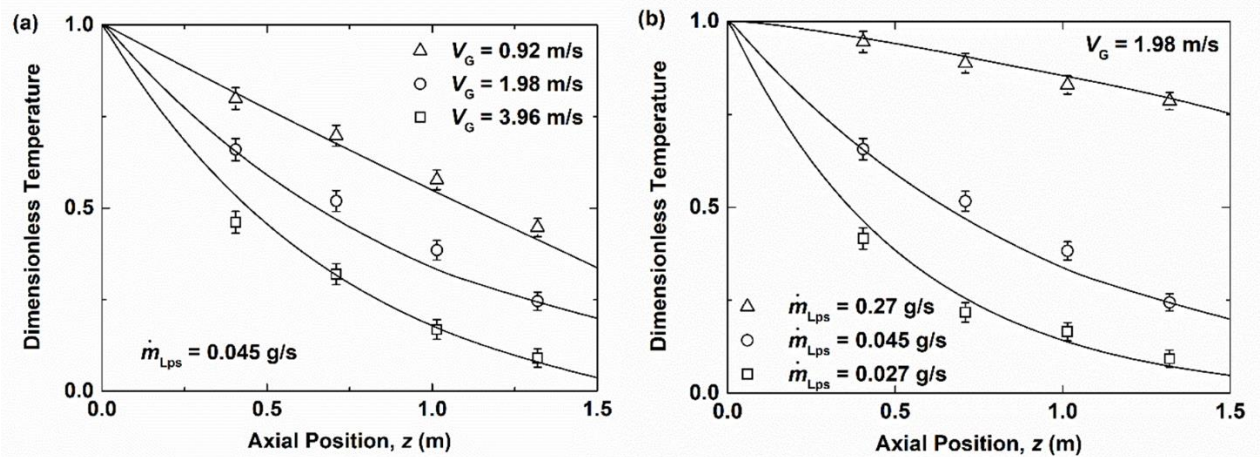 (a)
1.0
0.5
0.0
Dimensionless Temperature
V_G = 0.92 m/s
V_G = 1.98 m/s
V_G = 3.96 m/s
ṁ_Lps = 0.045 g/s
0.0 0.5 1.0 1.5
Axial Position, z (m)
(b)
1.0
0.5
0.0
Dimensionless Temperature
V_G = 1.98 m/s
ṁ_Lps = 0.27 g/s
ṁ_Lps = 0.045 g/s
ṁ_Lps = 0.027 g/s
0.0 0.5 1.0 1.5
Axial Position, z (m)